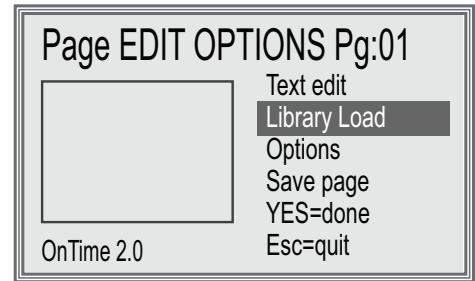 Page EDIT OPTIONS Pg:01
Text edit
Library Load
Options
Save page
YES=done
Esc=quit
OnTime 2.0